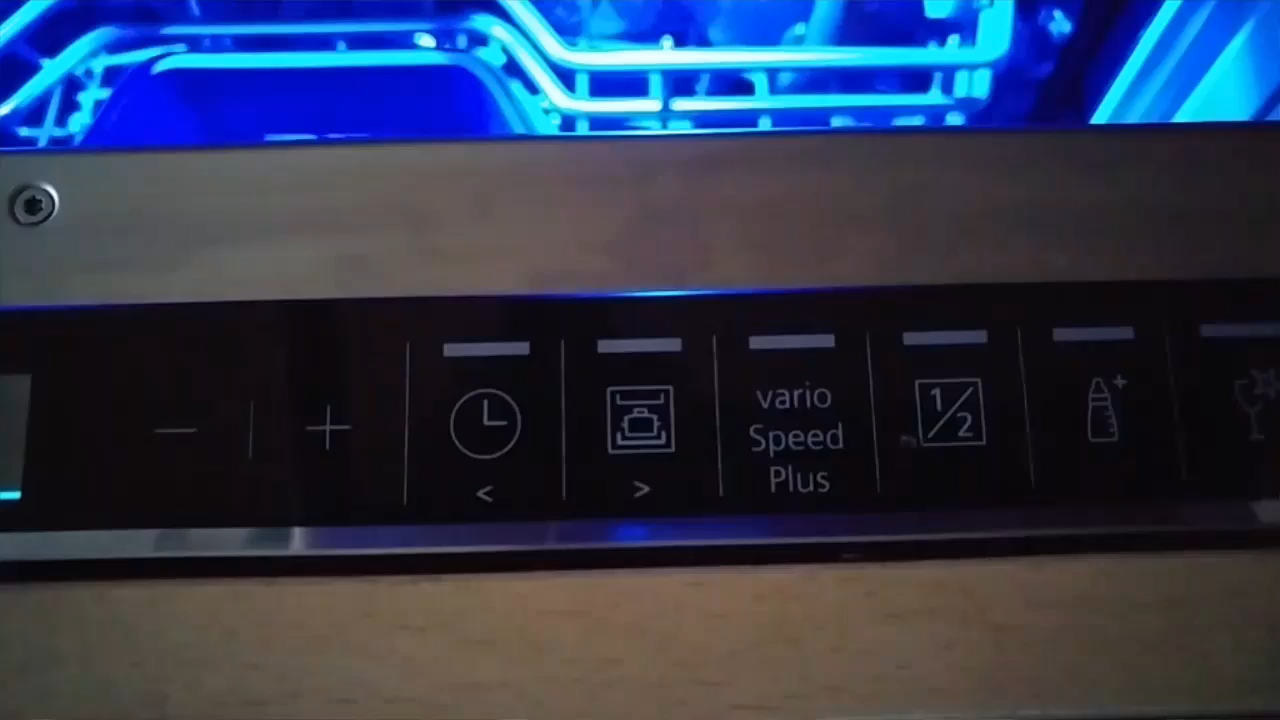 − +
<
>
vario
Speed
Plus
1/2
+